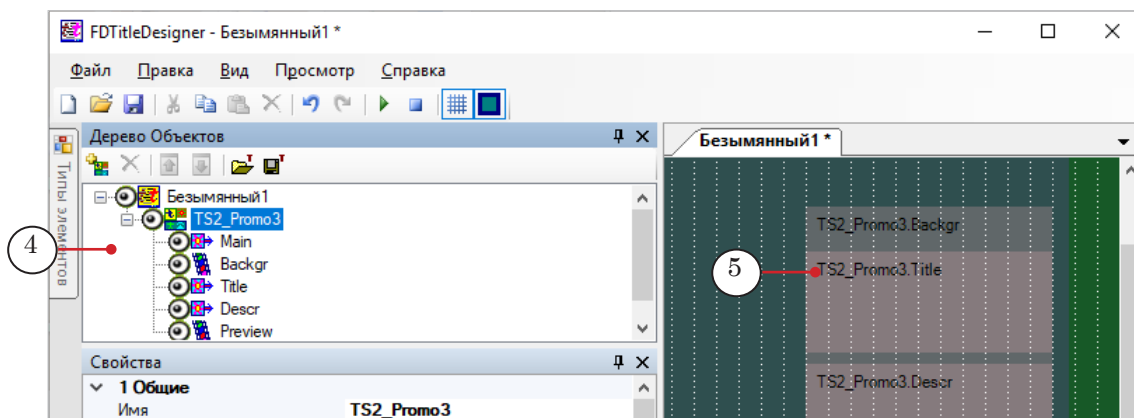 FDTitleDesigner - Безымянный1 *
Файл Правка Вид Просмотр Справка
Дерево Объектов
Безымянный1 *
Типы элементов
Безымянный1
TS2_Promo3
Main
Backgr
Title
Descr
Preview
4
TS2_Promo3.Backgr
TS2_Promo3.Title
5
TS2_Promo3.Descr
Свойства
1 Общие
Имя TS2_Promo3